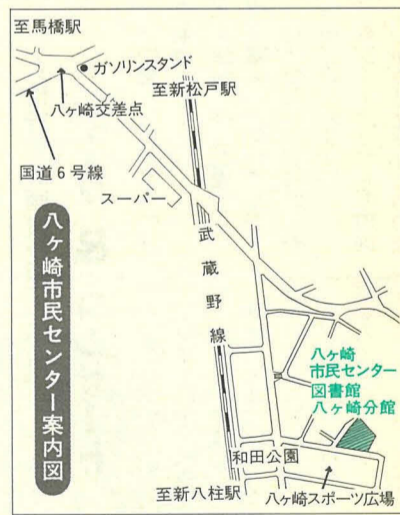 至馬橋駅
ガソリンスタンド
至新松戸駅
八ヶ崎交差点
国道6号線
スーパー
武蔵野線
八ヶ崎市民センター案内図
八ヶ崎
市民センター
図書館
八ヶ崎分館
和田公園
至新八柱駅
八ヶ崎スポーツ広場